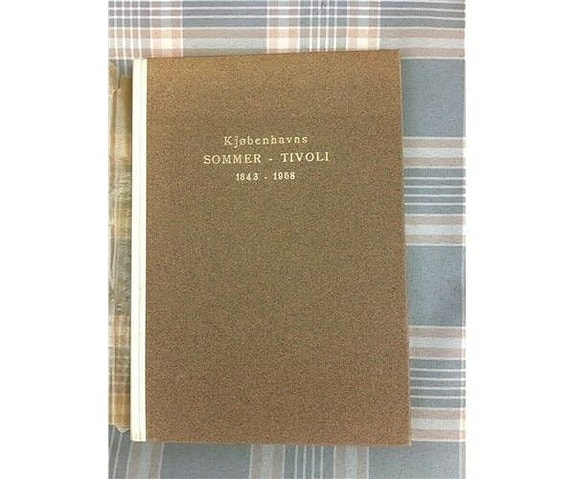 Kjøbenhavns
SOMMER - TIVOLI
1843 - 1968